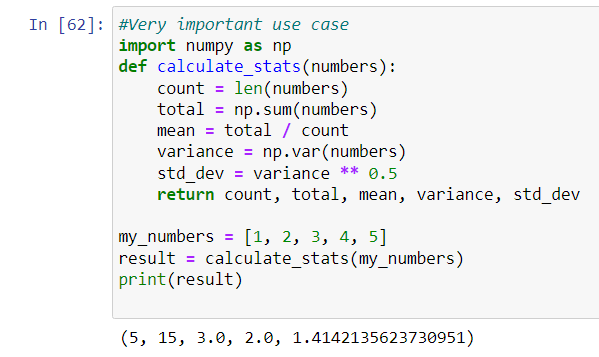 In [62]: #Very important use case
import numpy as np
def calculate_stats(numbers):
    count = len(numbers)
    total = np.sum(numbers)
    mean = total / count
    variance = np.var(numbers)
    std_dev = variance ** 0.5
    return count, total, mean, variance, std_dev

my_numbers = [1, 2, 3, 4, 5]
result = calculate_stats(my_numbers)
print(result)

(5, 15, 3.0, 2.0, 1.4142135623730951)